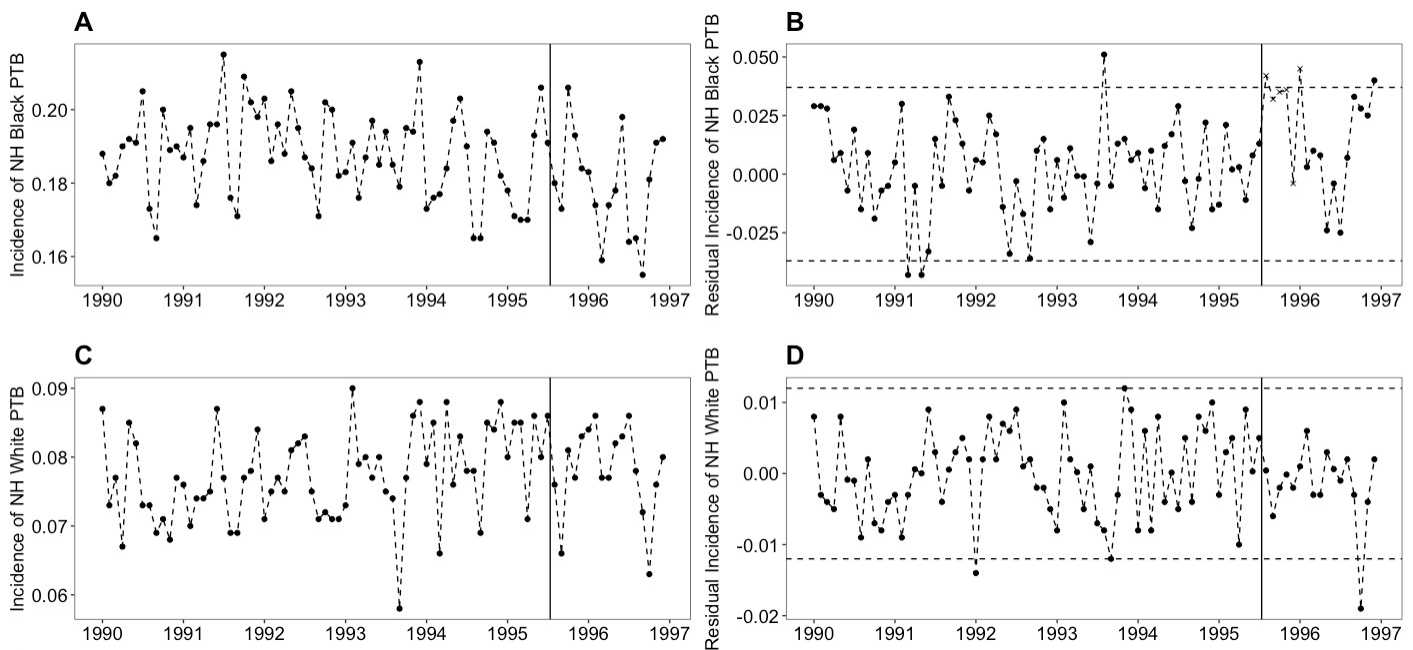 A
Incidence of NH Black PTB
0.20
0.18
0.16
1990 1991 1992 1993 1994 1995 1996 1997
B
Residual Incidence of NH Black PTB
0.050
0.025
0.000
-0.025
1990 1991 1992 1993 1994 1995 1996 1997
C
Incidence of NH White PTB
0.09
0.08
0.07
0.06
1990 1991 1992 1993 1994 1995 1996 1997
D
Residual Incidence of NH White PTB
0.01
0.00
-0.01
-0.02
1990 1991 1992 1993 1994 1995 1996 1997